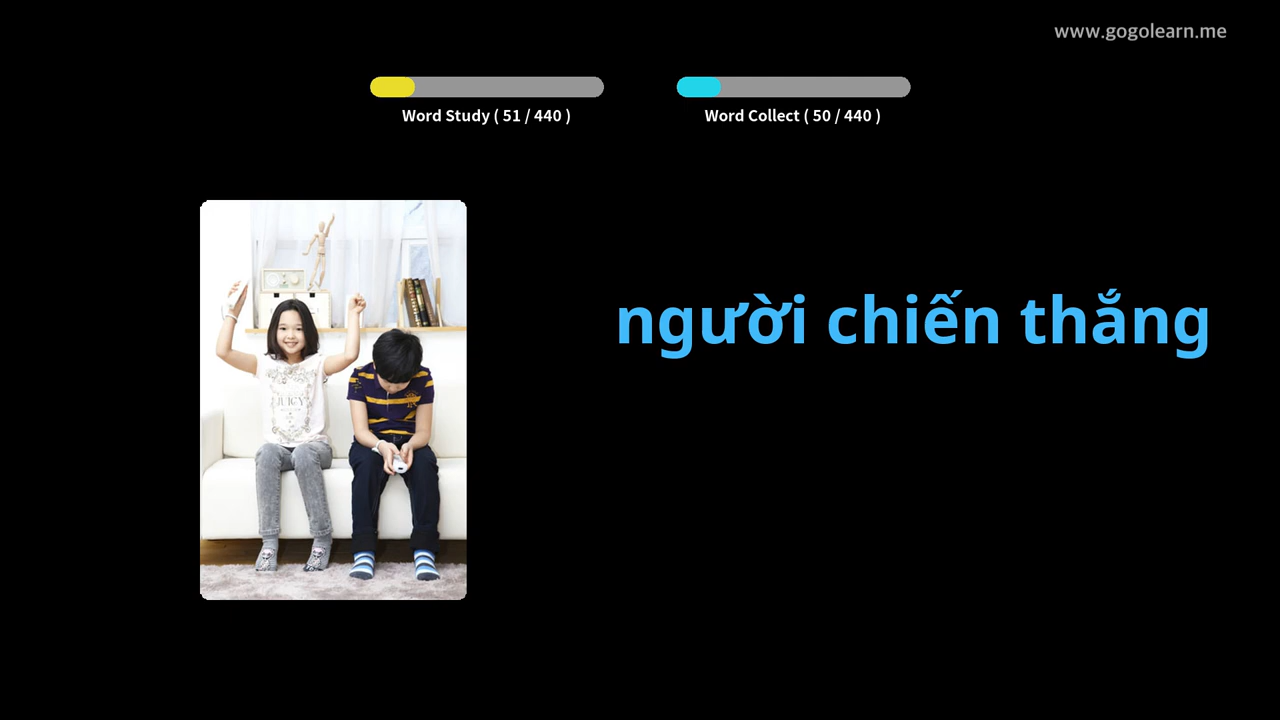 www.gogolearn.me
Word Study ( 51 / 440 )
Word Collect ( 50 / 440 )
người chiến thắng
JUICY